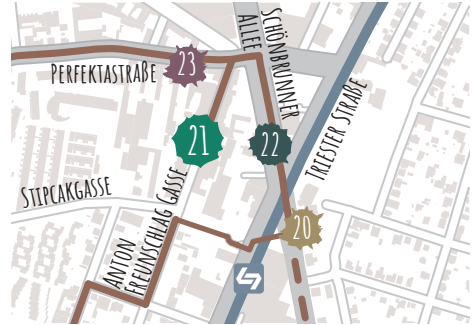 SCHÖNBRUNNER
ALLEE
23
PERFEKTASTRAßE
21
22
TRIESTER STRAßE
STIPCAKGASSE
ANTON
FREUNSCHLAG GASSE
20